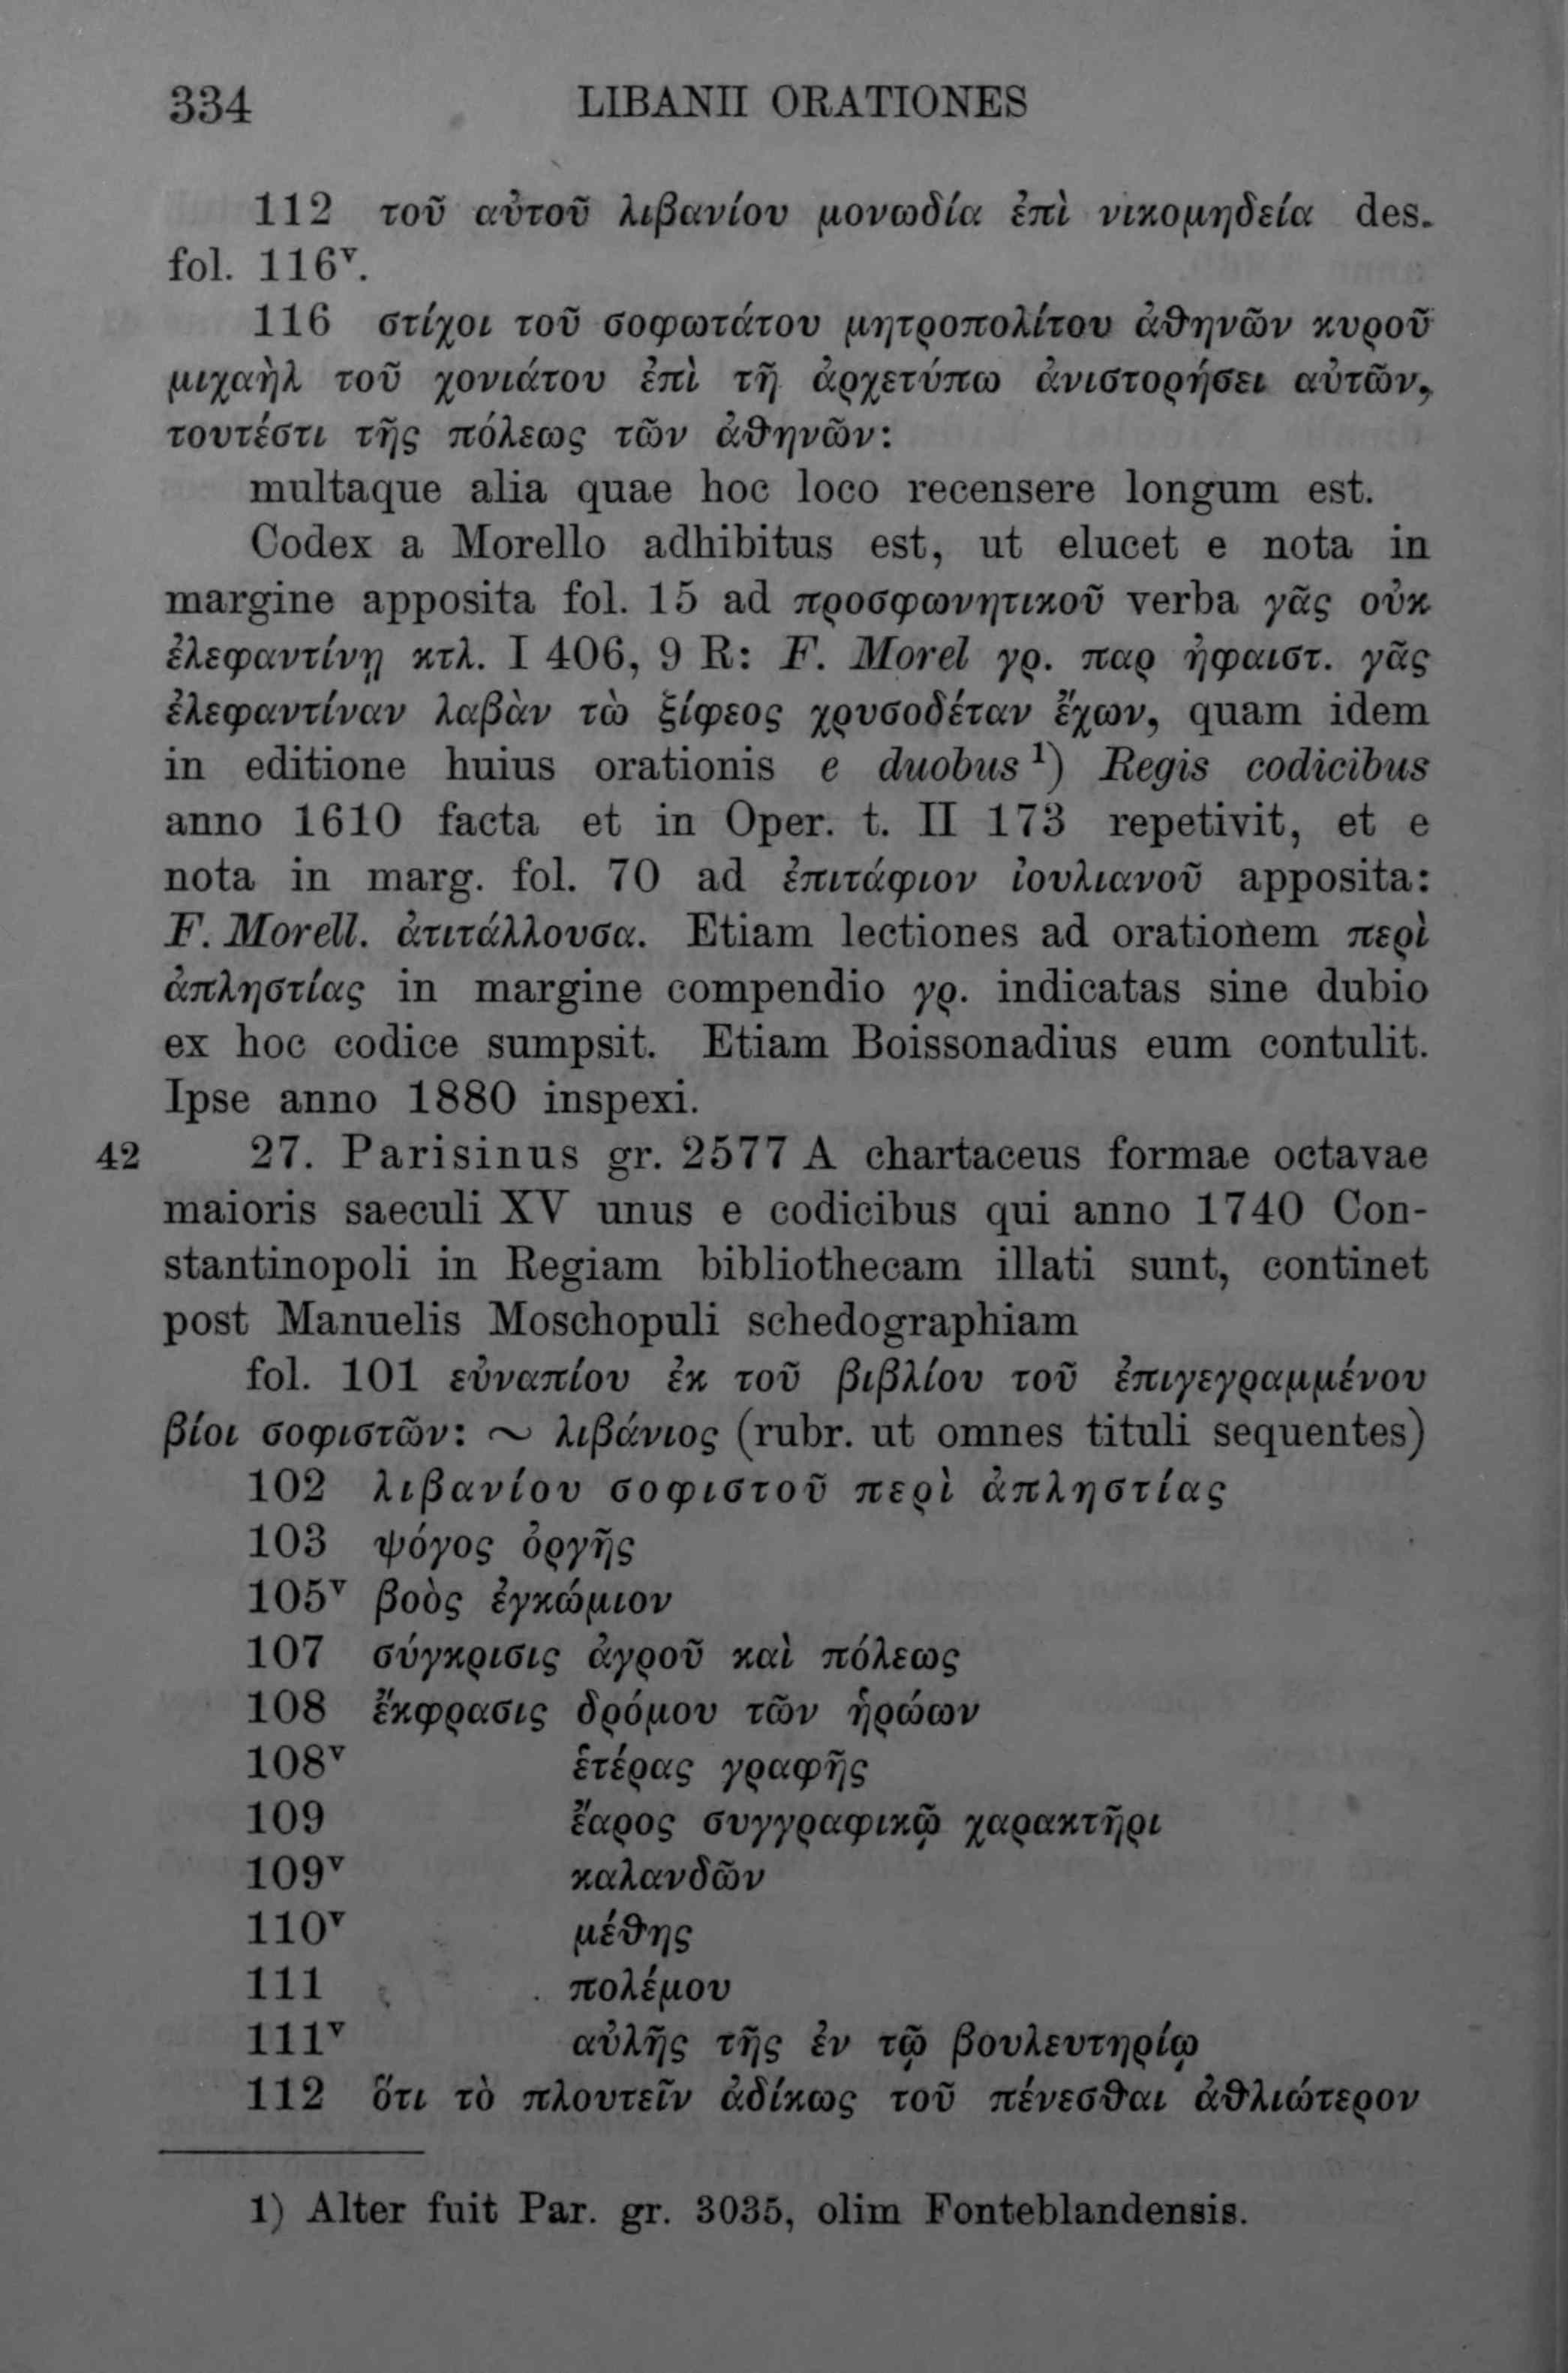 334 LIBANII ORATIONES
112 τοῦ αὐτοῦ λιβανίου μονωδία ἐπὶ νικομηδεία des.
fol. 116ᵛ.
116 στίχοι τοῦ σοφωτάτου μητροπολίτου ἀθηνῶν κυροῦ
μιχαὴλ τοῦ χονιάτου ἐπὶ τῆ ἀρχετύπω ἀνιστορήσει αὐτῶν,
τουτέστι τῆς πόλεως τῶν ἀθηνῶν:
multaque alia quae hoc loco recensere longum est.
Codex a Morello adhibitus est, ut elucet e nota in
margine apposita fol. 15 ad προσφωνητικοῦ verba γᾶς οὐκ
ἐλεφαντίνῃ κτλ. I 406, 9 R: F. Morel γρ. παρ ἡφαιστ. γᾶς
ἐλεφαντίναν λαβὰν τὼ ξίφεος χρυσοδέταν ἔχων, quam idem
in editione huius orationis e duobus ¹) Regis codicibus
anno 1610 facta et in Oper. t. II 173 repetivit, et e
nota in marg. fol. 70 ad ἐπιτάφιον ἰουλιανοῦ apposita:
F. Morell. ἀτιτάλλουσα. Etiam lectiones ad orationem περὶ
ἀπληστίας in margine compendio γρ. indicatas sine dubio
ex hoc codice sumpsit. Etiam Boissonadius eum contulit.
Ipse anno 1880 inspexi.
42 27. Parisinus gr. 2577 A chartaceus formae octavae
maioris saeculi XV unus e codicibus qui anno 1740 Con-
stantinopoli in Regiam bibliothecam illati sunt, continet
post Manuelis Moschopuli schedographiam
fol. 101 εὐναπίου ἐκ τοῦ βιβλίου τοῦ ἐπιγεγραμμένου
βίοι σοφιστῶν: ~ λιβάνιος (rubr. ut omnes tituli sequentes)
102 λιβανίου σοφιστοῦ περὶ ἀπληστίας
103 ψόγος ὀργῆς
105ᵛ βοὸς ἐγκώμιον
107 σύγκρισις ἀγροῦ καὶ πόλεως
108 ἔκφρασις δρόμου τῶν ἡρώων
108ᵛ ἑτέρας γραφῆς
109 ἔαρος συγγραφικῷ χαρακτῆρι
109ᵛ καλανδῶν
110ᵛ μέθης
111 πολέμου
111ᵛ αὐλῆς τῆς ἐν τῷ βουλευτηρίῳ
112 ὅτι τὸ πλουτεῖν ἀδίκως τοῦ πένεσθαι ἀθλιώτερον
1) Alter fuit Par. gr. 3035, olim Fonteblandensis.